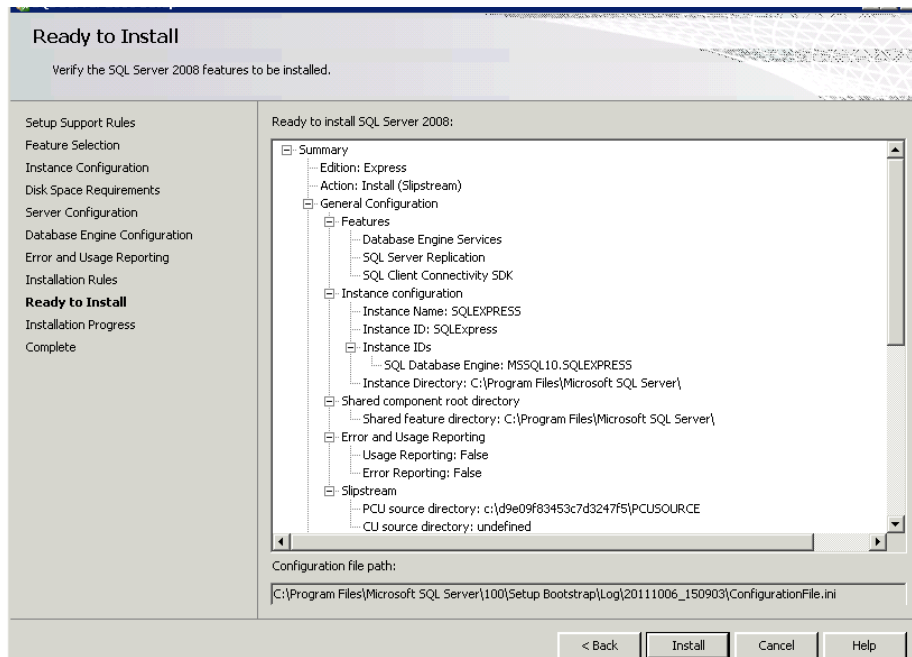 Ready to Install
Verify the SQL Server 2008 features to be installed.
Setup Support Rules
Feature Selection
Instance Configuration
Disk Space Requirements
Server Configuration
Database Engine Configuration
Error and Usage Reporting
Installation Rules
Ready to Install
Installation Progress
Complete
Ready to install SQL Server 2008:
Summary
Edition: Express
Action: Install (Slipstream)
General Configuration
Features
Database Engine Services
SQL Server Replication
SQL Client Connectivity SDK
Instance configuration
Instance Name: SQLEXPRESS
Instance ID: SQLExpress
Instance IDs
SQL Database Engine: MSSQL10.SQLEXPRESS
Instance Directory: C:\Program Files\Microsoft SQL Server\
Shared component root directory
Shared feature directory: C:\Program Files\Microsoft SQL Server\
Error and Usage Reporting
Usage Reporting: False
Error Reporting: False
Slipstream
PCU source directory: c:\d9e09f83453c7d3247f5\PCUSOURCE
CU source directory: undefined
Configuration file path:
C:\Program Files\Microsoft SQL Server\100\Setup Bootstrap\Log\20111006_150903\ConfigurationFile.ini
< Back
Install
Cancel
Help